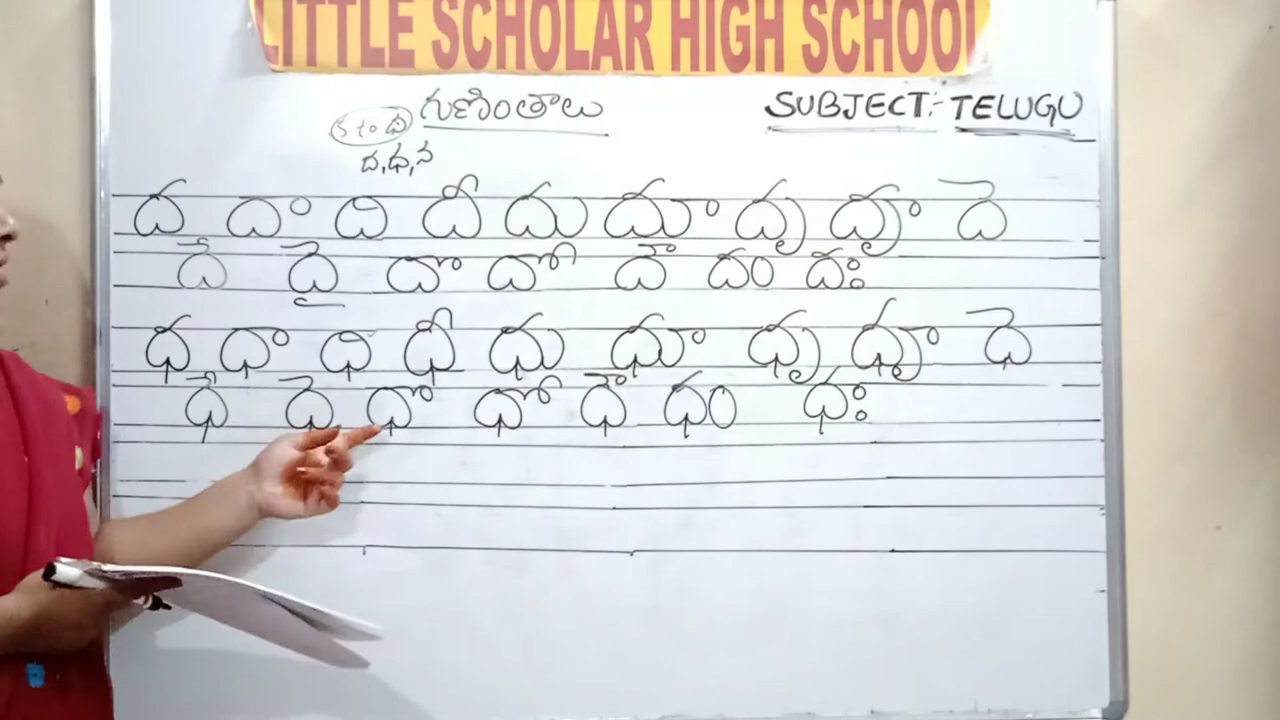 LITTLE SCHOLAR HIGH SCHOOL
గుణింతాలు SUBJECT:- TELUGU
ద, ధ, న
ద దా ది దీ దు దూ దృ దౄ దె
దే దై దొ దో దౌ దం దః
ధ ధా ధి ధీ ధు ధూ ధృ ధౄ ధె
ధే ధై ధొ ధో ధౌ ధం ధః